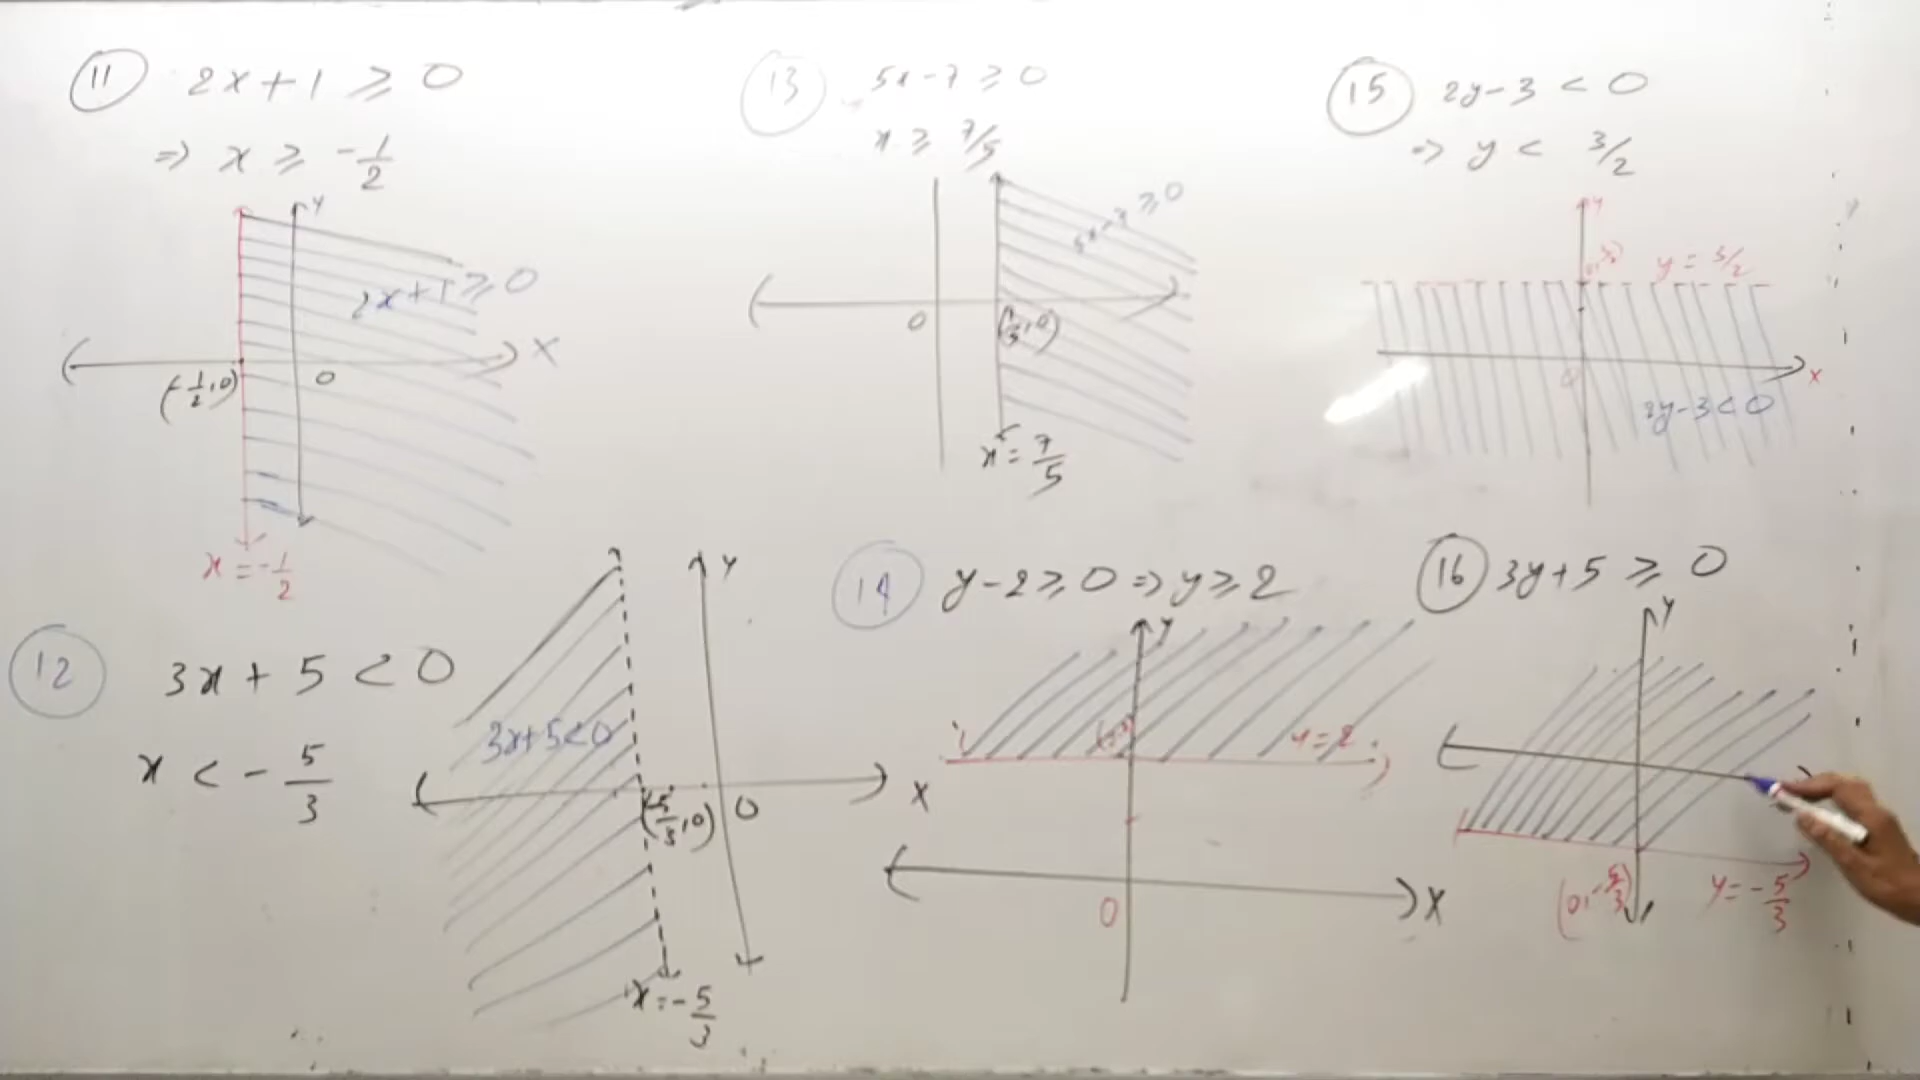 11 2x + 1 ⩾ 0
⇒ x ⩾ -1/2
Y
2x+1 ⩾ 0
X
(-1/2, 0)
0
x = -1/2
13 5x - 7 ⩾ 0
x ⩾ 7/5
5x-7 ⩾ 0
0
x = 7/5
15 2y - 3 < 0
⇒ y < 3/2
y
y = 3/2
0
x
2y-3 < 0
12 3x + 5 < 0
x < - 5/3
Y
3x+5<0
0
X
x = -5/3
14 y - 2 ⩾ 0 ⇒ y ⩾ 2
y
y = 2
0
X
16 3y + 5 ⩾ 0
Y
(0, -5/3)
y = -5/3